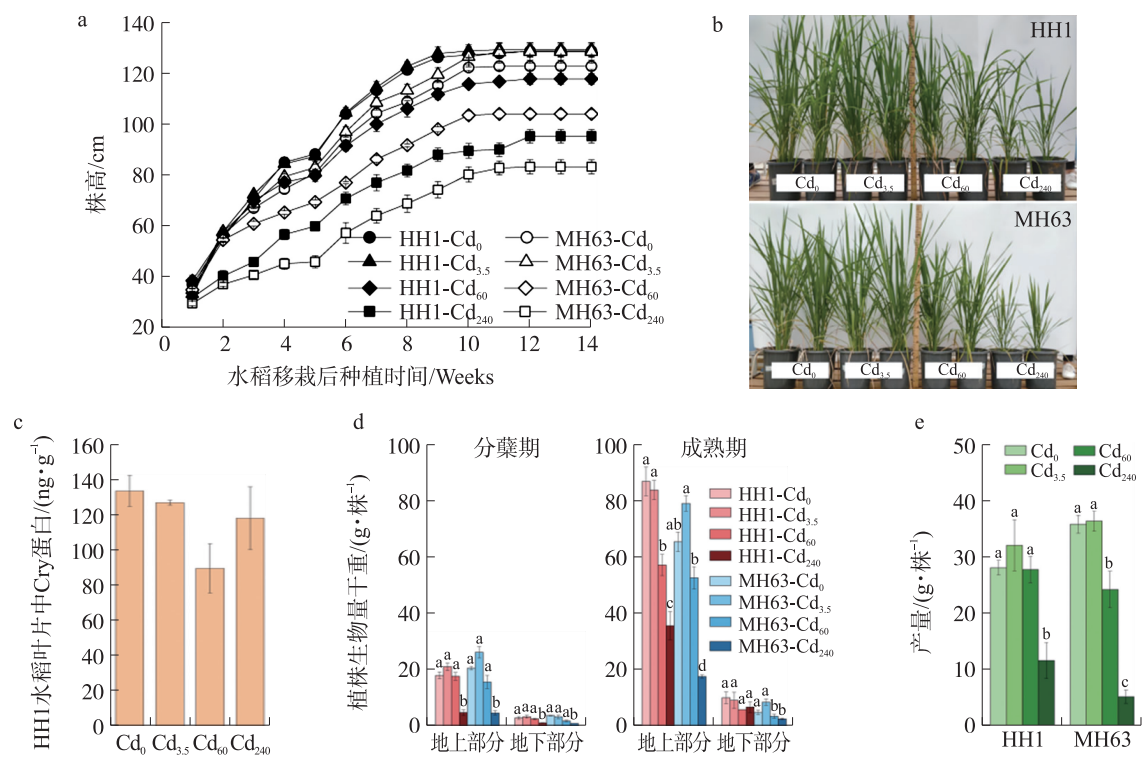 a
140
120
100
80
60
40
20
株高/cm
0
2
4
6
8
10
12
14
水稻移栽后种植时间/Weeks
HH1-Cd₀
HH1-Cd₃.₅
HH1-Cd₆₀
HH1-Cd₂₄₀
MH63-Cd₀
MH63-Cd₃.₅
MH63-Cd₆₀
MH63-Cd₂₄₀
b
HH1
Cd₀
Cd₃.₅
Cd₆₀
Cd₂₄₀
MH63
Cd₀
Cd₃.₅
Cd₆₀
Cd₂₄₀
c
160
140
120
100
80
60
40
20
0
HH1水稻叶片中Cry蛋白/(ng·g⁻¹)
Cd₀
Cd₃.₅
Cd₆₀
Cd₂₄₀
d
100
80
60
40
20
0
植株生物量干重/(g·株⁻¹)
分蘖期
a
a
a
b
a
a
a
b
a
a
a
b
a
a
a
b
地上部分
地下部分
100
80
60
40
20
0
成熟期
a
a
b
c
ab
a
b
d
a
a
a
a
b
a
b
b
地上部分
地下部分
HH1-Cd₀
HH1-Cd₃.₅
HH1-Cd₆₀
HH1-Cd₂₄₀
MH63-Cd₀
MH63-Cd₃.₅
MH63-Cd₆₀
MH63-Cd₂₄₀
e
50
40
30
20
10
0
产量/(g·株⁻¹)
Cd₀
Cd₃.₅
Cd₆₀
Cd₂₄₀
a
a
a
b
a
a
b
c
HH1
MH63